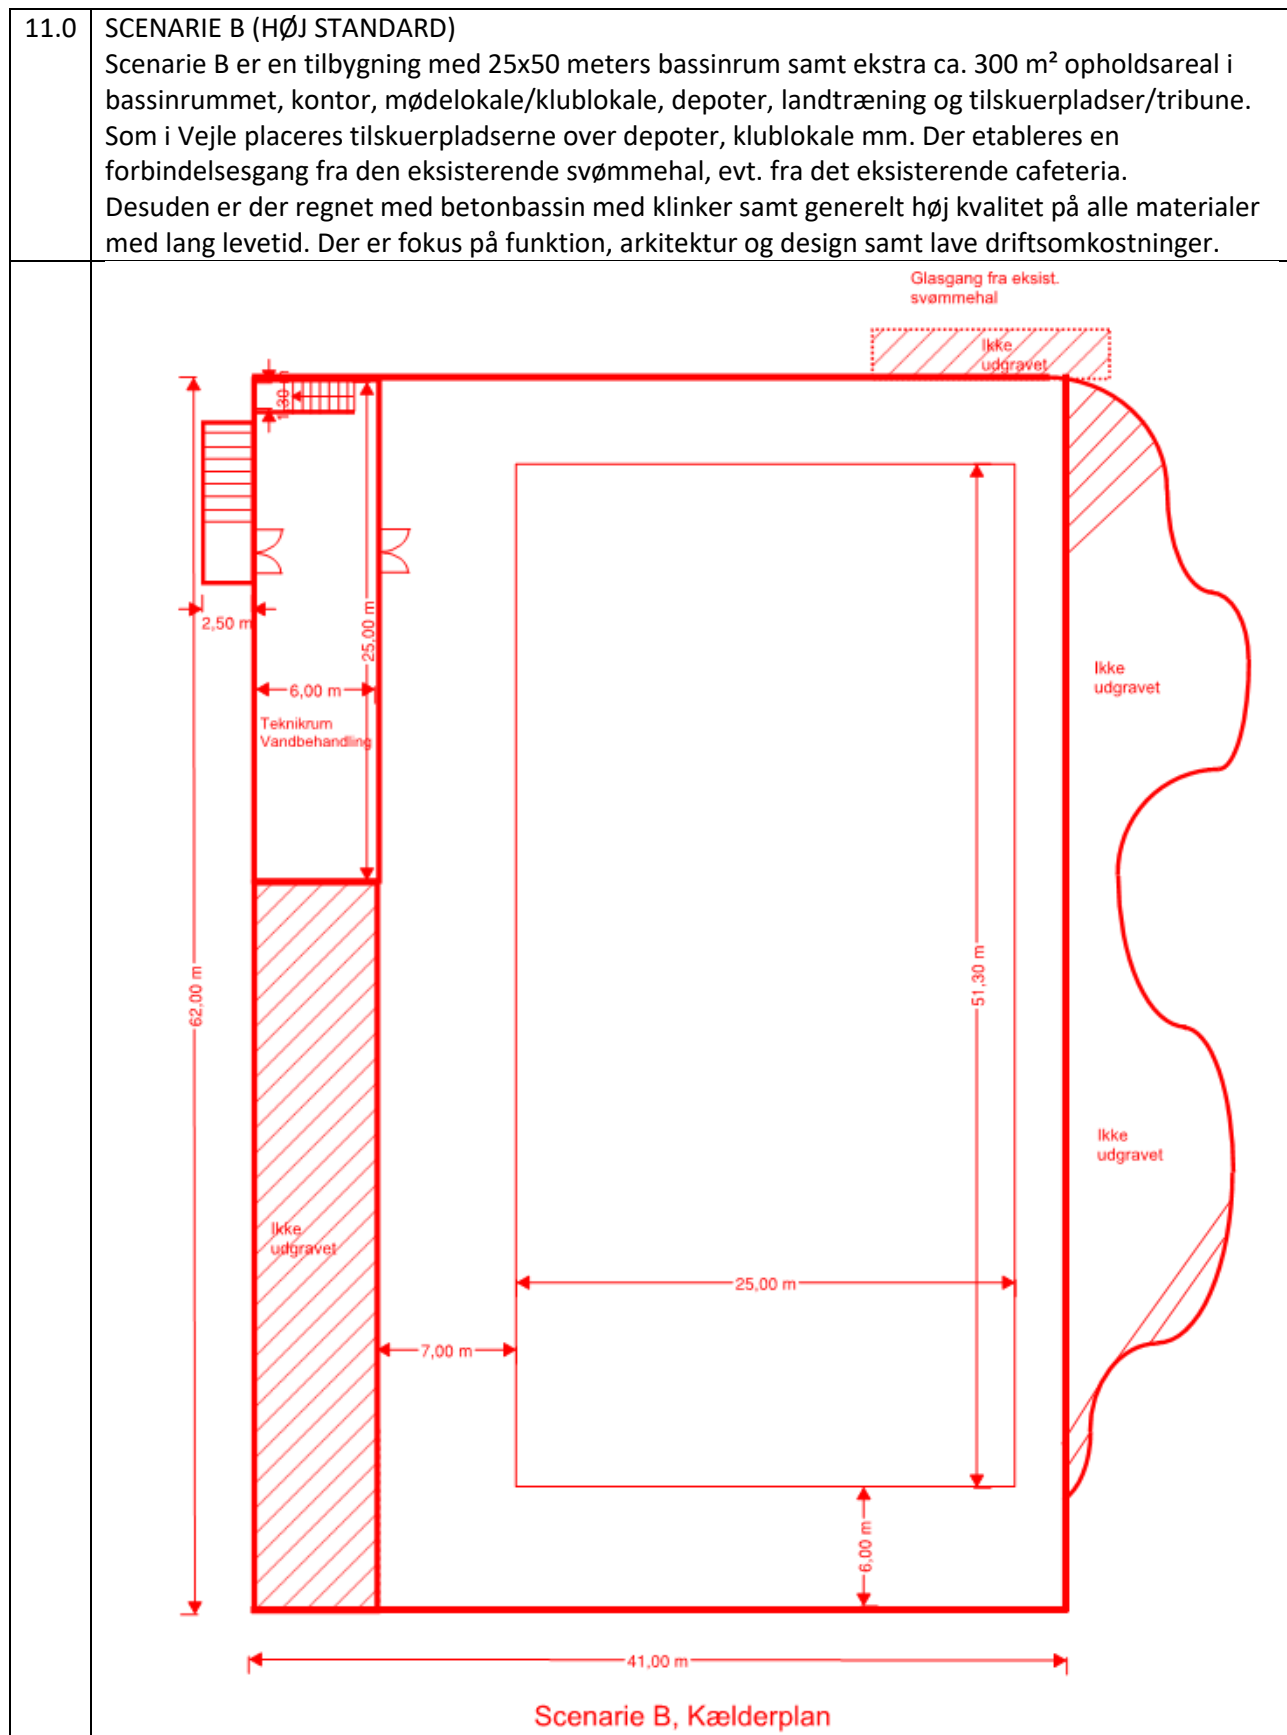 11.0 SCENARIE B (HØJ STANDARD)
Scenarie B er en tilbygning med 25x50 meters bassinrum samt ekstra ca. 300 m² opholdsareal i
bassinrummet, kontor, mødelokale/klublokale, depoter, landtræning og tilskuerpladser/tribune.
Som i Vejle placeres tilskuerpladserne over depoter, klublokale mm. Der etableres en
forbindelsesgang fra den eksisterende svømmehal, evt. fra det eksisterende cafeteria.
Desuden er der regnet med betonbassin med klinker samt generelt høj kvalitet på alle materialer
med lang levetid. Der er fokus på funktion, arkitektur og design samt lave driftsomkostninger.
Glasgang fra eksist.
svømmehal
Ikke
udgravet
2,50 m
25,00 m
6,00 m
Teknikrum
Vandbehandling
Ikke
udgravet
62,00 m
51,30 m
Ikke
udgravet
Ikke
udgravet
25,00 m
7,00 m
6,00 m
41,00 m
Scenarie B, Kælderplan